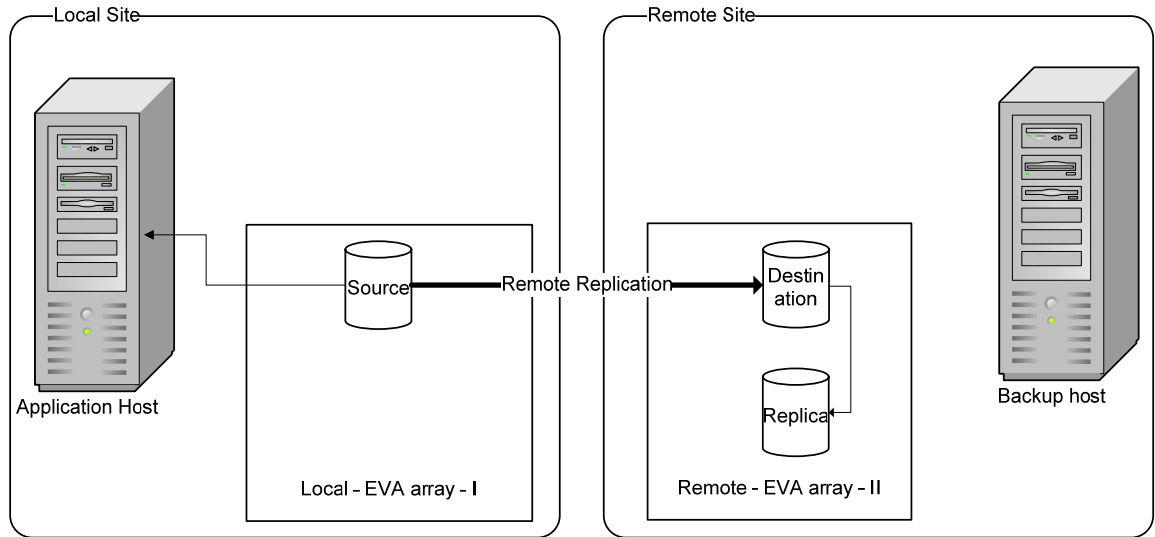 Local Site
Remote Site
Source
Remote Replication
Destin
ation
Replica
Application Host
Backup host
Local - EVA array - I
Remote - EVA array - II